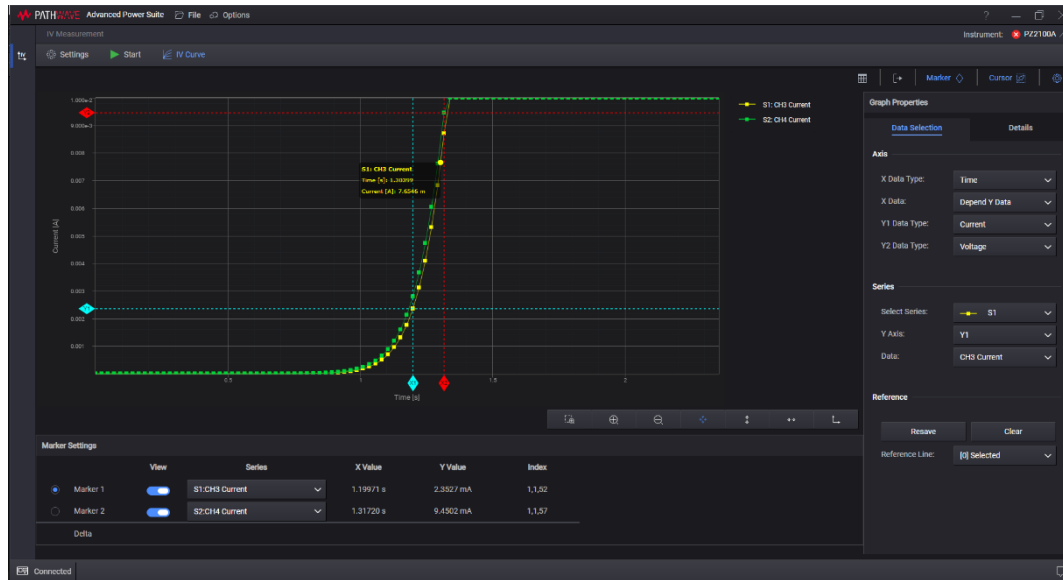 PATHWAVE Advanced Power Suite File Options ?
IV Measurement Instrument: PZ2100A
Settings Start IV Curve
Marker Cursor
Graph Properties
Data Selection Details
Axis
X Data Type: Time
X Data: Depend Y Data
Y1 Data Type: Current
Y2 Data Type: Voltage
Series
Select Series: S1
Y Axis: Y1
Data: CH3 Current
Reference
Resave Clear
Reference Line: [0] Selected
S1: CH3 Current
S2: CH4 Current
0.008
0.007
0.006
0.005
0.004
0.003
0.002
0.001
Current [A]
S1: CH3 Current
Time [s]: 1.30399
Current [A]: 7.6546 m
0.5 1 1.5 2
Time [s]
Marker Settings
View Series X Value Y Value Index
Marker 1 S1:CH3 Current 1.19971 s 2.3527 mA 1,1,52
Marker 2 S2:CH4 Current 1.31720 s 9.4502 mA 1,1,57
Delta
Connected